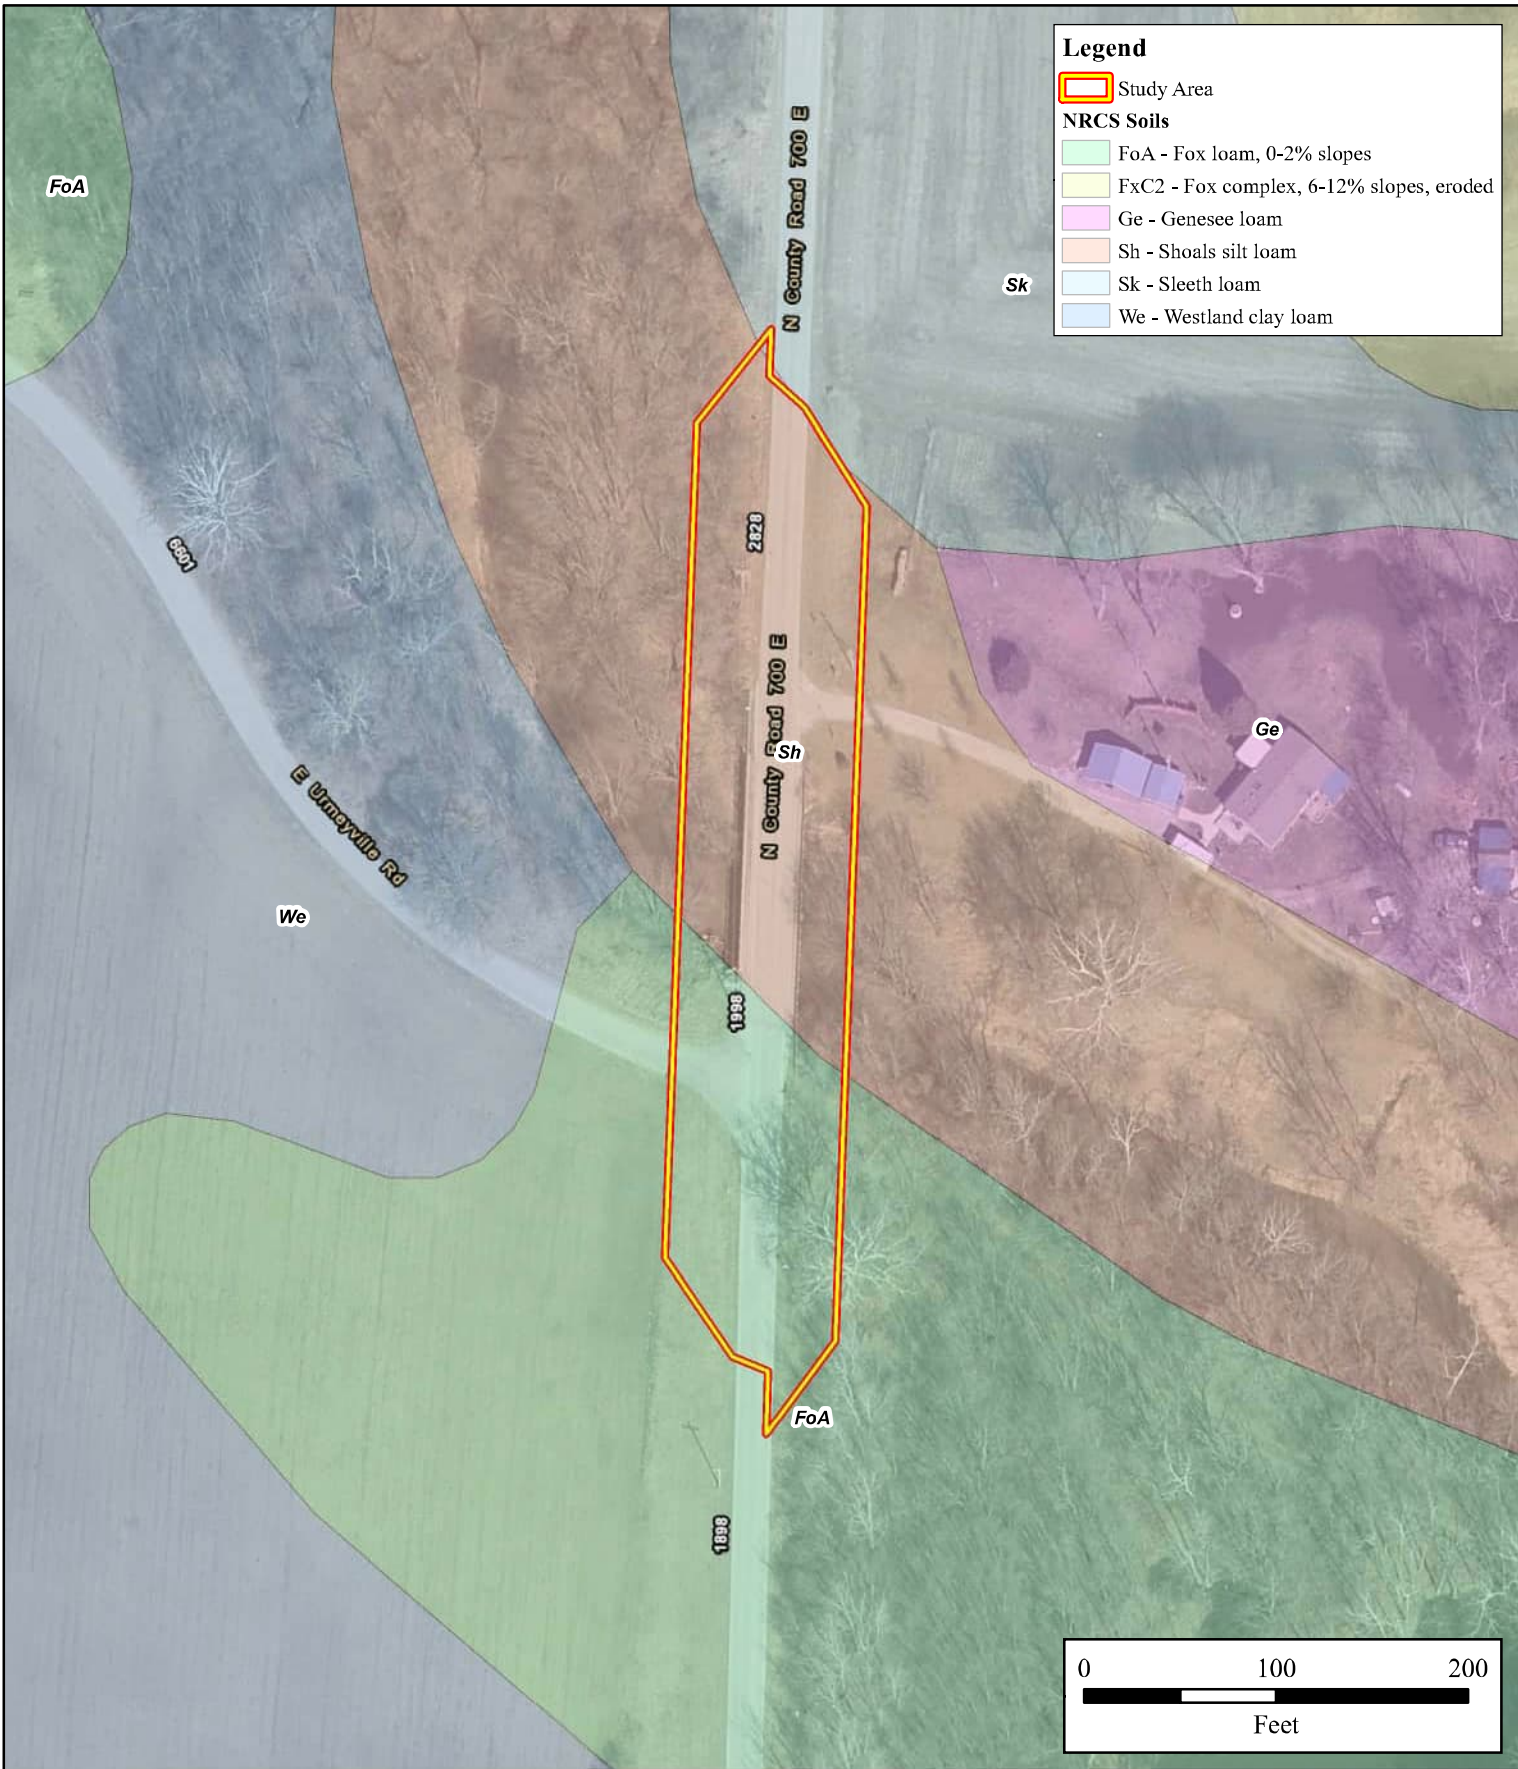 Legend
Study Area
NRCS Soils
FoA - Fox loam, 0-2% slopes
FxC2 - Fox complex, 6-12% slopes, eroded
Ge - Genesee loam
Sh - Shoals silt loam
Sk - Sleeth loam
We - Westland clay loam
N County Road 700 E
FoA
Sk
2828
6601
N County Road 700 E
Sh
Ge
E Urmeyville Rd
We
1998
FoA
1898
0 100 200
Feet